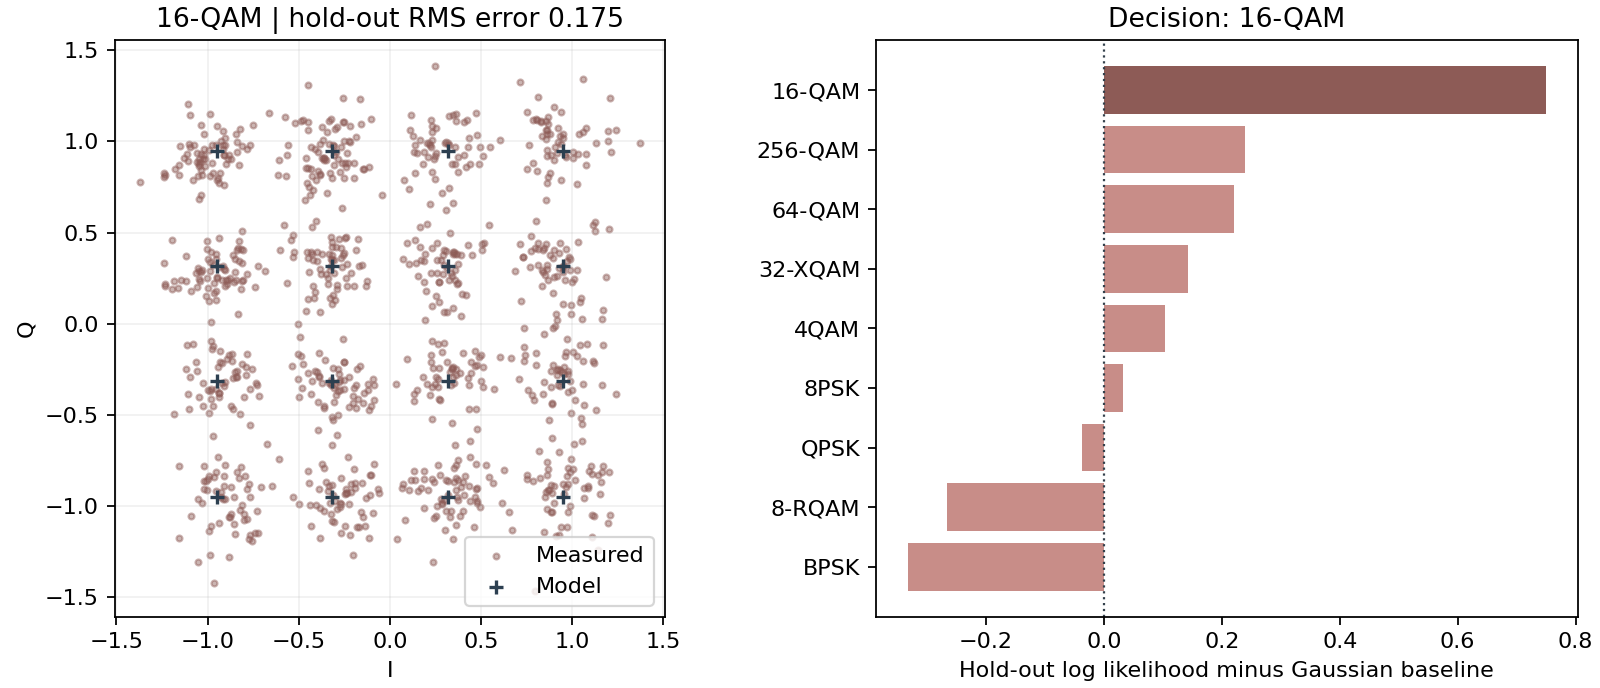 16-QAM | hold-out RMS error 0.175
1.5
1.0
0.5
0.0
−0.5
−1.0
−1.5
Q
Measured
Model
−1.5
−1.0
−0.5
0.0
0.5
1.0
1.5
I
Decision: 16-QAM
16-QAM
256-QAM
64-QAM
32-XQAM
4QAM
8PSK
QPSK
8-RQAM
BPSK
−0.2
0.0
0.2
0.4
0.6
0.8
Hold-out log likelihood minus Gaussian baseline